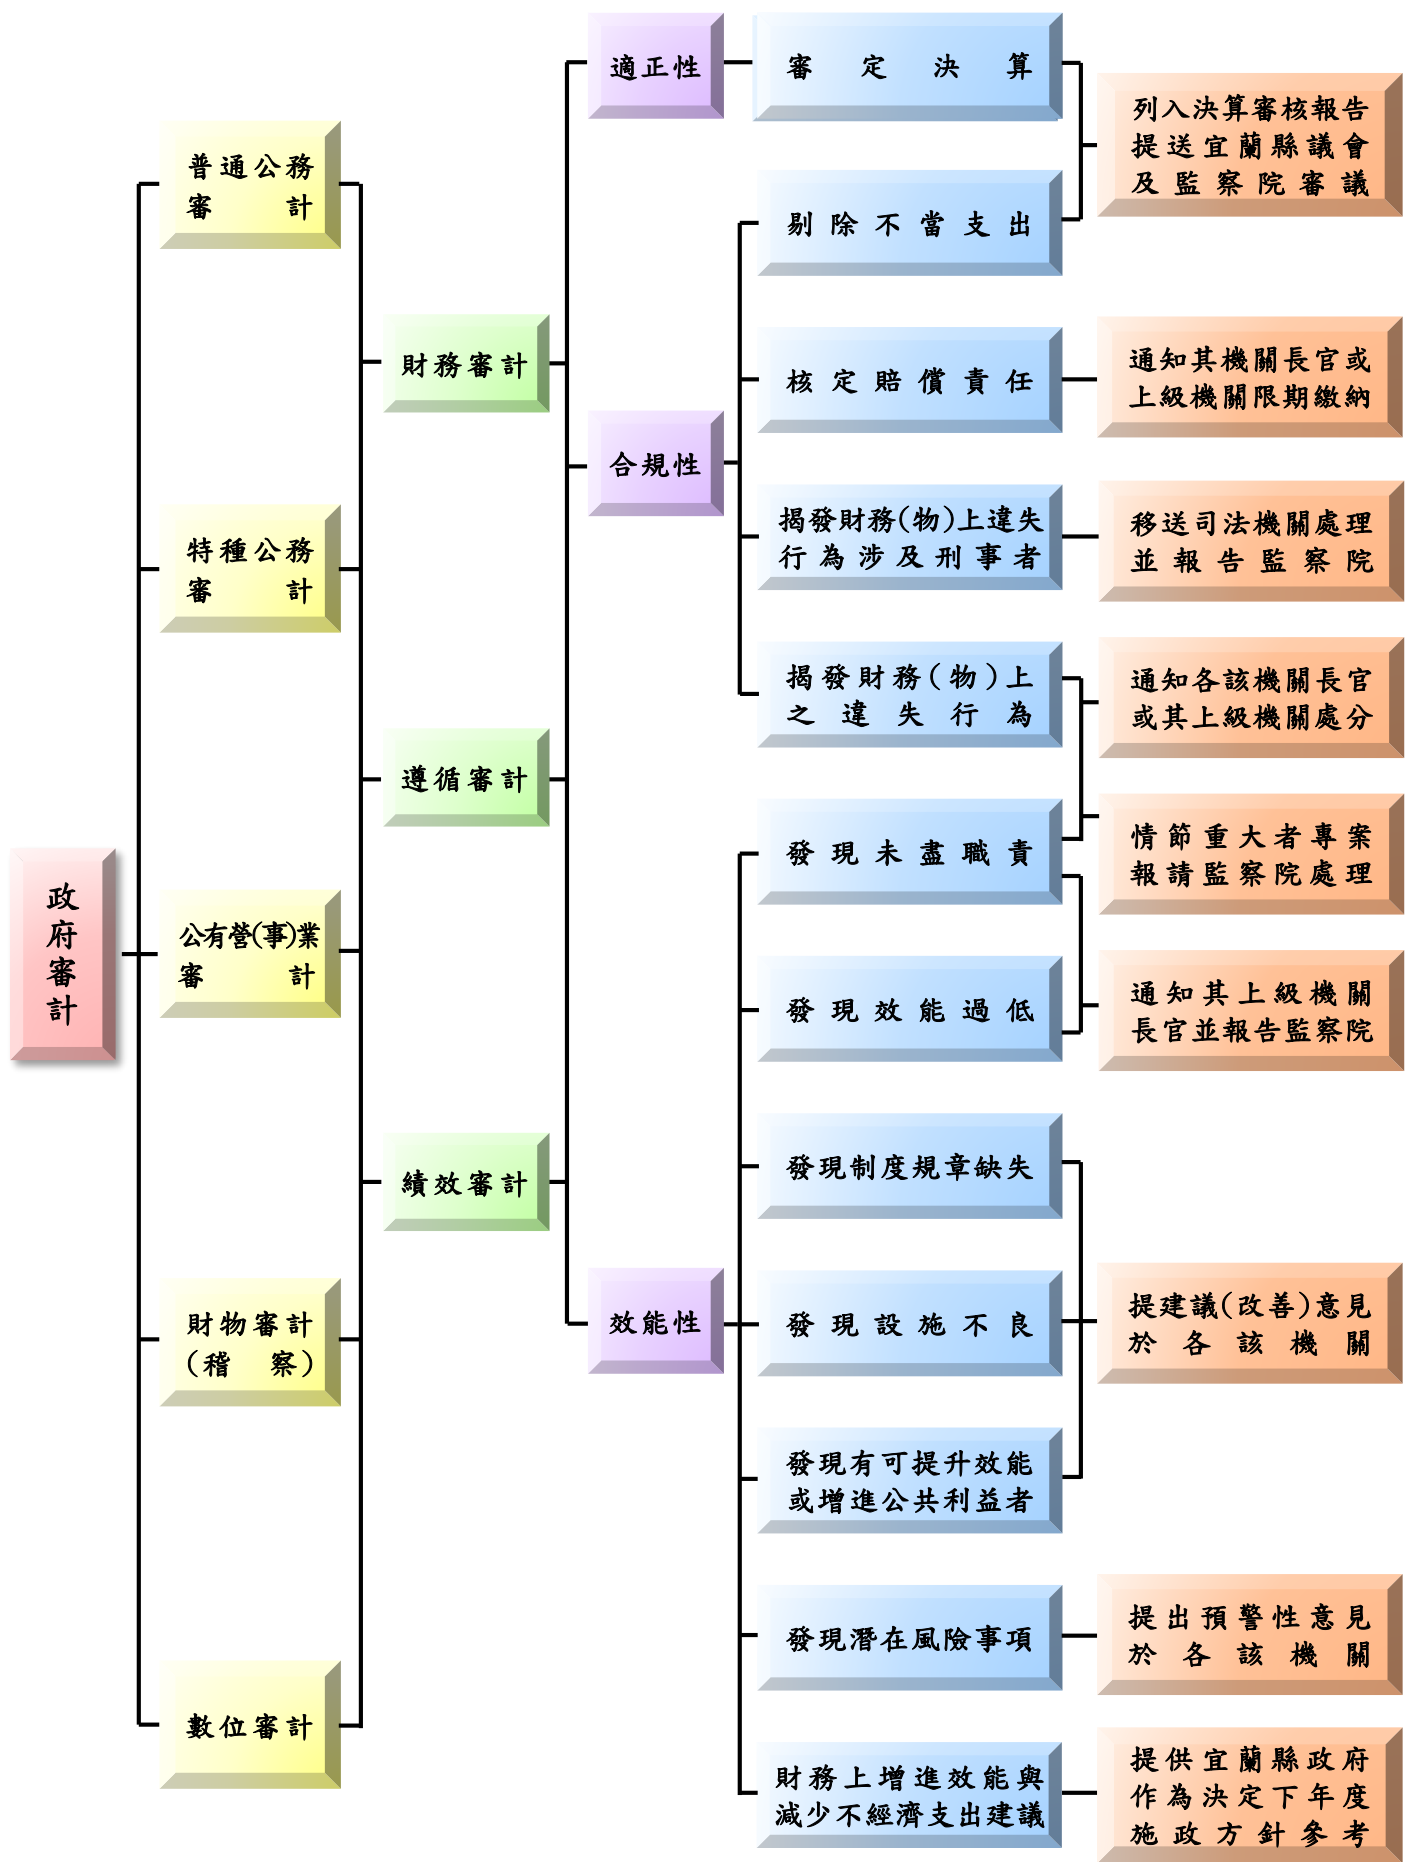 政府審計
普通公務
審計
特種公務
審計
公有營(事)業
審計
財物審計
(稽察)
數位審計
財務審計
遵循審計
績效審計
適正性
合規性
效能性
審定決算
剔除不當支出
核定賠償責任
揭發財務(物)上違失
行為涉及刑事者
揭發財務(物)上
之違失行為
發現未盡職責
發現效能過低
發現制度規章缺失
發現設施不良
發現有可提升效能
或增進公共利益者
發現潛在風險事項
財務上增進效能與
減少不經濟支出建議
列入決算審核報告
提送宜蘭縣議會
及監察院審議
通知其機關長官或
上級機關限期繳納
移送司法機關處理
並報告監察院
通知各該機關長官
或其上級機關處分
情節重大者專案
報請監察院處理
通知其上級機關
長官並報告監察院
提建議(改善)意見
於各該機關
提出預警性意見
於各該機關
提供宜蘭縣政府
作為決定下年度
施政方針參考